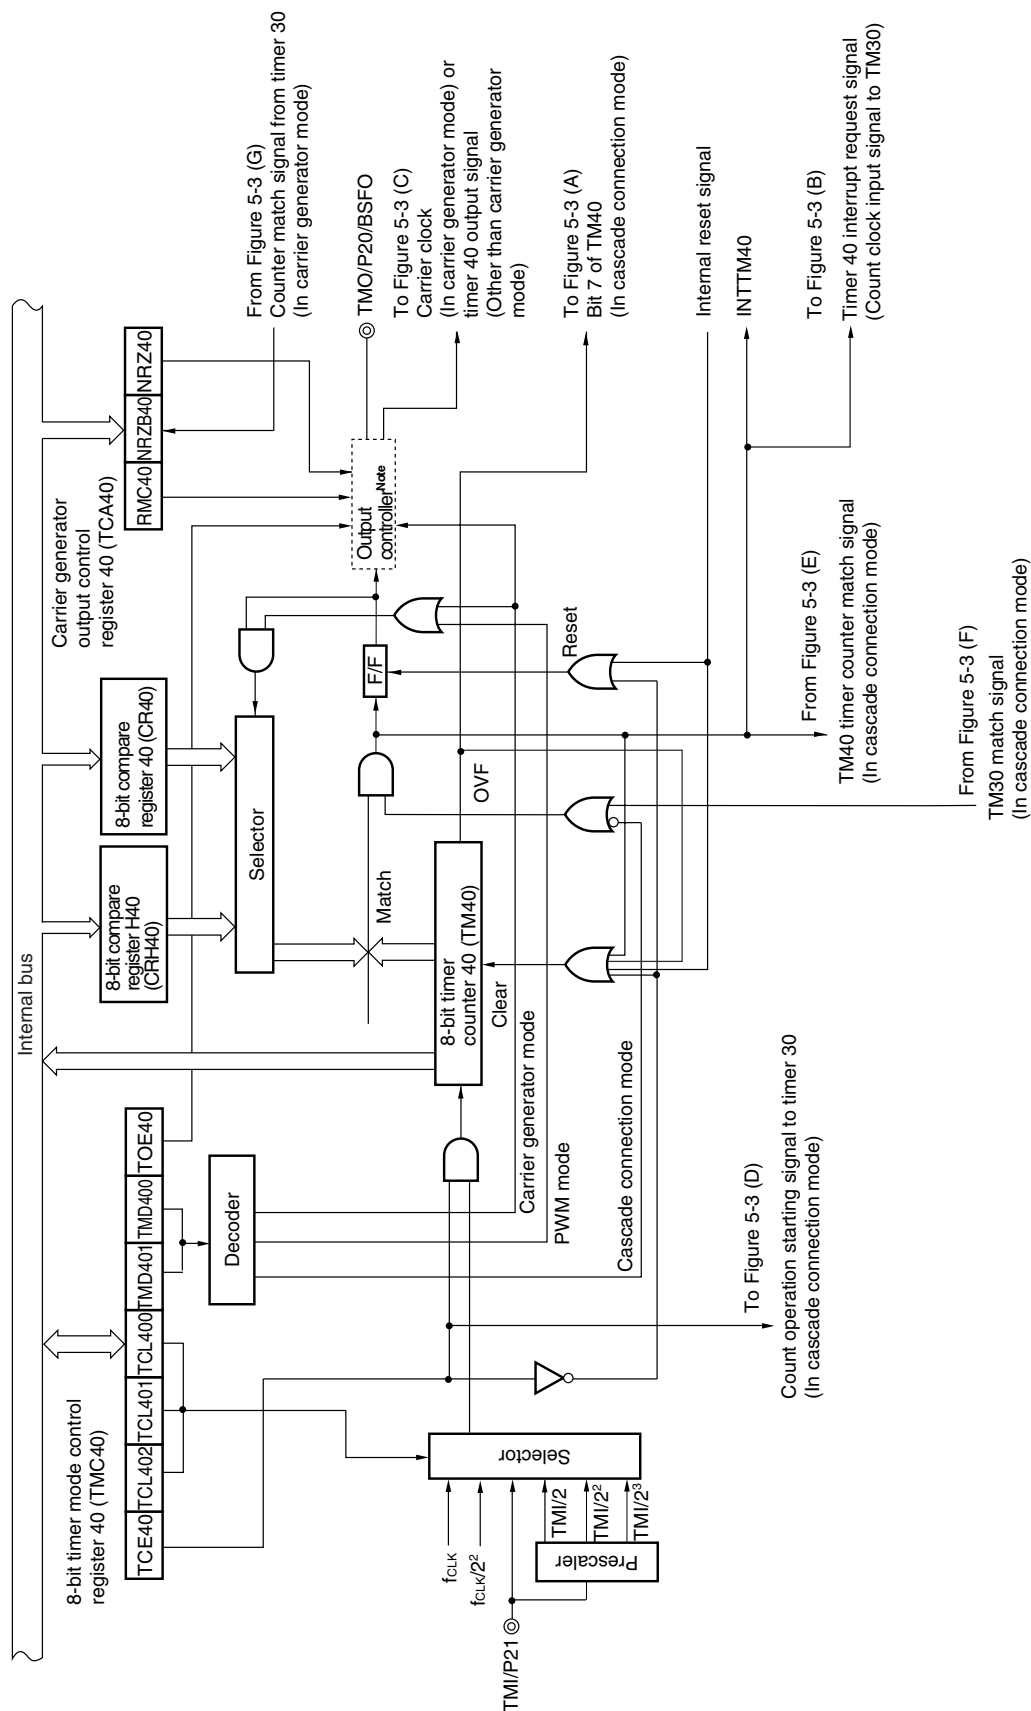 Internal bus
8-bit timer mode control
register 40 (TMC40)
TCE40 TCL402 TCL401 TCL400 TMD401 TMD400 TOE40
8-bit compare
register H40
(CRH40)
8-bit compare
register 40 (CR40)
Carrier generator
output control
register 40 (TCA40)
RMC40 NRZB40 NRZ40
From Figure 5-3 (G)
Counter match signal from timer 30
(In carrier generator mode)
Decoder
Selector
Match
F/F
Output
controllerNote
TMO/P20/BSFO
To Figure 5-3 (C)
Carrier clock
(In carrier generator mode) or
timer 40 output signal
(Other than carrier generator
mode)
fCLK
fCLK/2²
TMI/P21
TMI/2
TMI/2²
TMI/2³
Prescaler
Selector
8-bit timer
counter 40 (TM40)
OVF
Clear
Reset
Carrier generator mode
PWM mode
Cascade connection mode
To Figure 5-3 (A)
Bit 7 of TM40
(In cascade connection mode)
Internal reset signal
INTTM40
To Figure 5-3 (B)
Timer 40 interrupt request signal
(Count clock input signal to TM30)
To Figure 5-3 (D)
Count operation starting signal to timer 30
(In cascade connection mode)
From Figure 5-3 (E)
TM40 timer counter match signal
(In cascade connection mode)
From Figure 5-3 (F)
TM30 match signal
(In cascade connection mode)